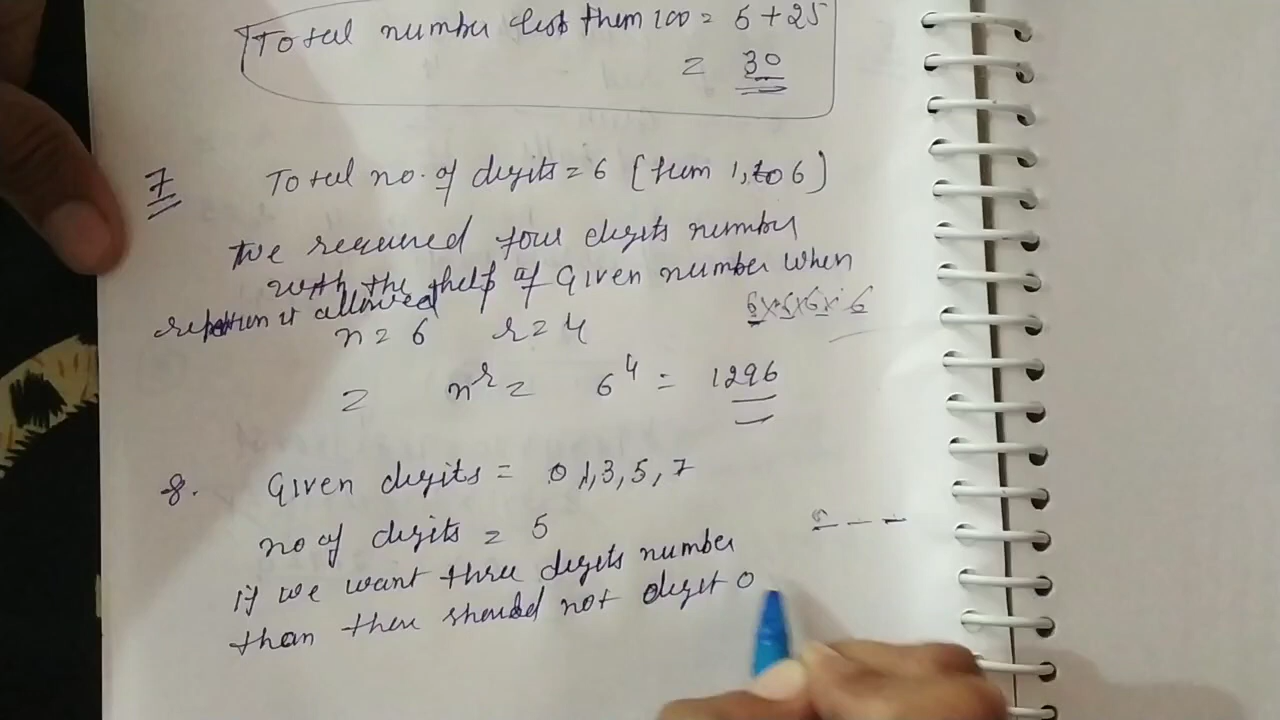 Total number less them 100 = 5 + 25
= 30
7 Total no. of digits = 6 (from 1, to 6)
We required four digits number
with the help of Given number when
repetition is allowed
6×6×6×6
n = 6 r = 4
= n^r = 6^4 = 1296
8. Given digits = 0,1,3,5,7
no of digits = 5
if we want three digits number
than there should not digit 0